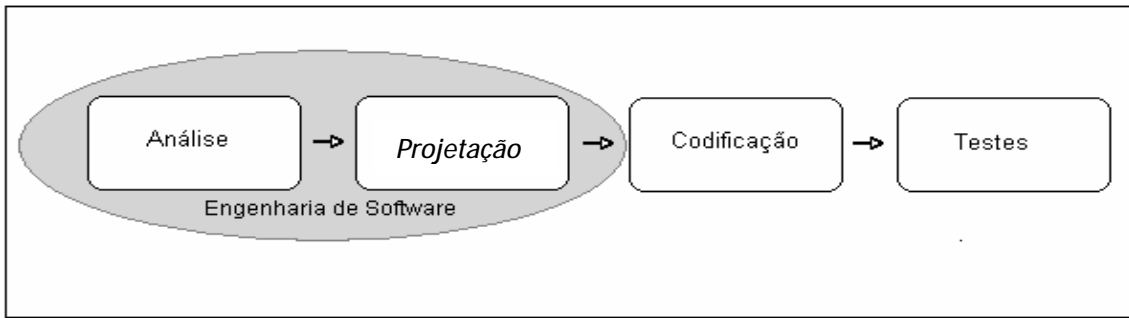 Análise
Projetação
Codificação
Testes
Engenharia de Software